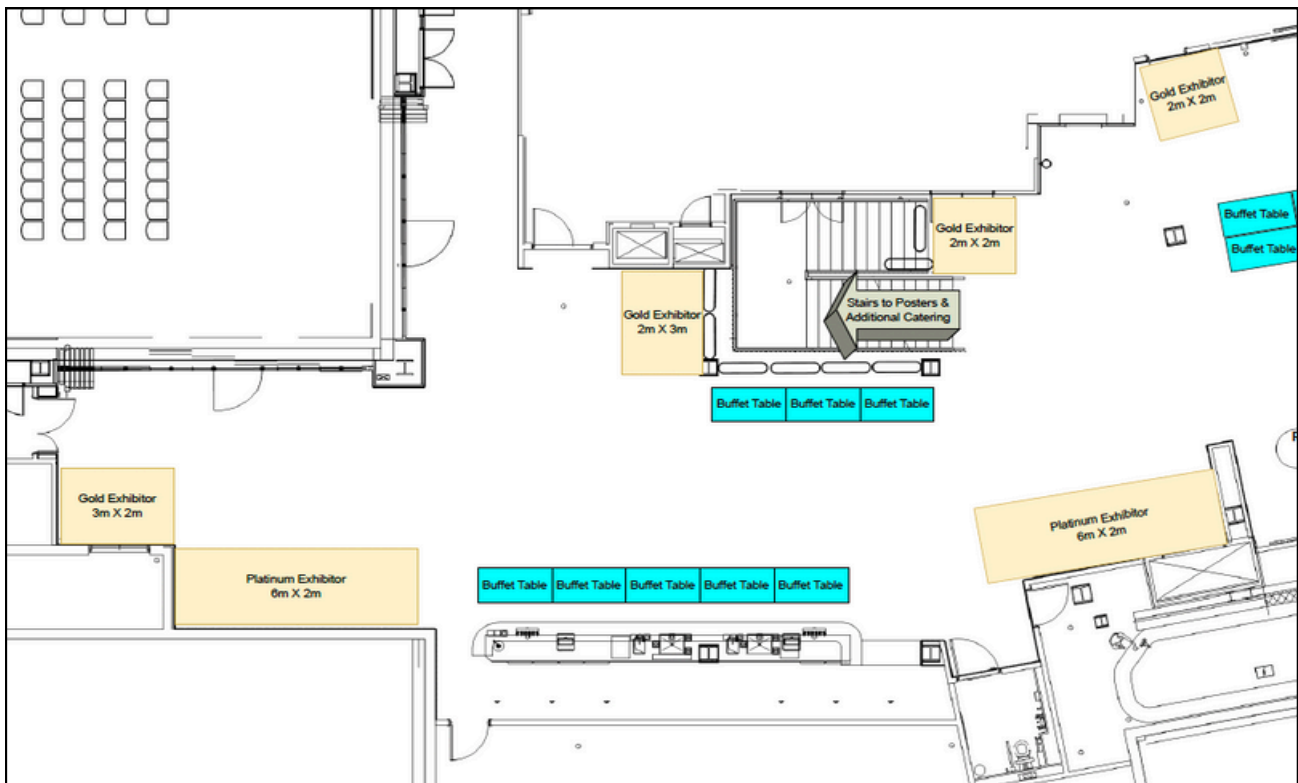 Gold Exhibitor
2m X 2m
Buffet Table
Buffet Table
Gold Exhibitor
2m X 2m
Stairs to Posters &
Additional Catering
Gold Exhibitor
2m X 3m
Buffet Table Buffet Table Buffet Table
Gold Exhibitor
3m X 2m
Platinum Exhibitor
6m X 2m
Platinum Exhibitor
6m X 2m
Buffet Table Buffet Table Buffet Table Buffet Table Buffet Table